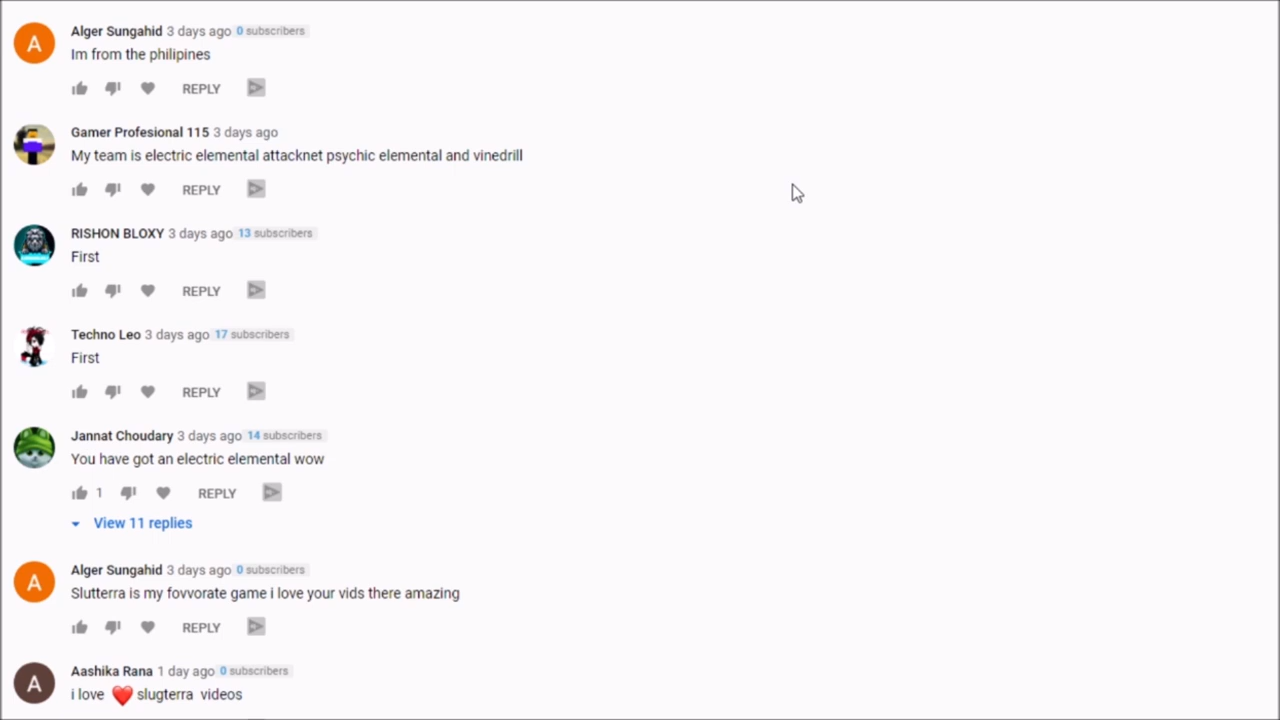 A
Alger Sungahid 3 days ago 0 subscribers
Im from the philipines
REPLY
Gamer Profesional 115 3 days ago
My team is electric elemental attacknet psychic elemental and vinedrill
REPLY
RISHON BLOXY 3 days ago 13 subscribers
First
REPLY
Techno Leo 3 days ago 17 subscribers
First
REPLY
Jannat Choudary 3 days ago 14 subscribers
You have got an electric elemental wow
1 REPLY
View 11 replies
A
Alger Sungahid 3 days ago 0 subscribers
Slutterra is my fovvorate game i love your vids there amazing
REPLY
A
Aashika Rana 1 day ago 0 subscribers
i love ❤️ slugterra videos